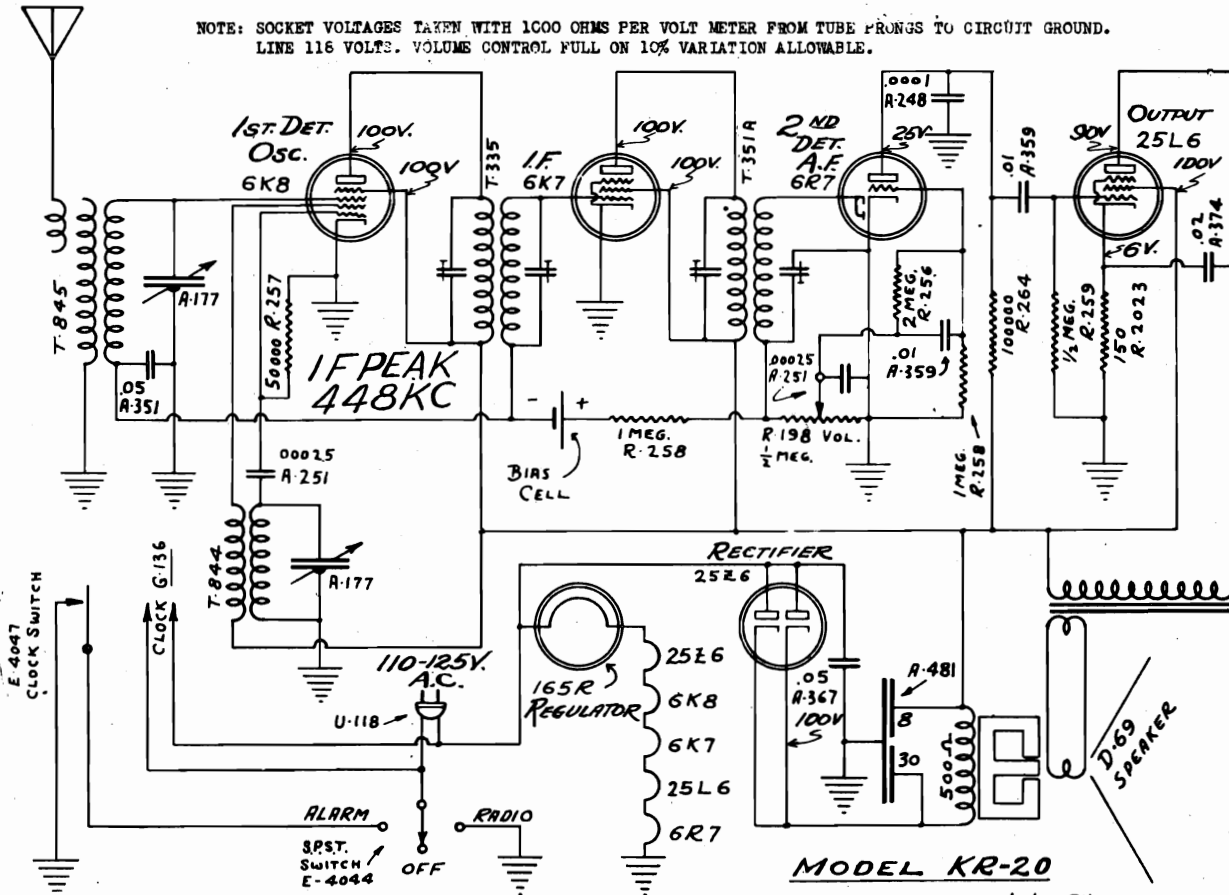 NOTE: SOCKET VOLTAGES TAKEN WITH 1000 OHMS PER VOLT METER FROM TUBE PRONGS TO CIRCUIT GROUND.
LINE 116 VOLTS. VOLUME CONTROL FULL ON 10% VARIATION ALLOWABLE.
1ST. DET.
OSC.
6K8
100V.
100V
T-335
I.F.
6K7
100V.
100V.
T-351A
2ND
DET.
A.F.
6R7
25V
.0001
A-248
.01
A-359
90V
OUTPUT
25L6
100V
6V.
.02
A-374
T-845
A-177
.05
A-351
50000 R-257
IF PEAK
448KC
2 MEG.
R-256
.00025
A-251
.01
A-359
100000
R-264
1/2 MEG.
R-259
150
R-2023
- +
BIAS
CELL
1 MEG.
R-258
R-198 VOL.
1/2 MEG.
1 MEG.
R-258
00025
A-251
T-844
A-177
CLOCK G-136
E-4047
CLOCK SWITCH
110-125V.
A.C.
U-118
165R
REGULATOR
25Z6
6K8
6K7
25L6
6R7
RECTIFIER
25Z6
.05
A-367
100V
A-481
8
30
500Ω
D-69
SPEAKER
ALARM
RADIO
OFF
S.P.S.T.
SWITCH
E-4044
MODEL KR-20